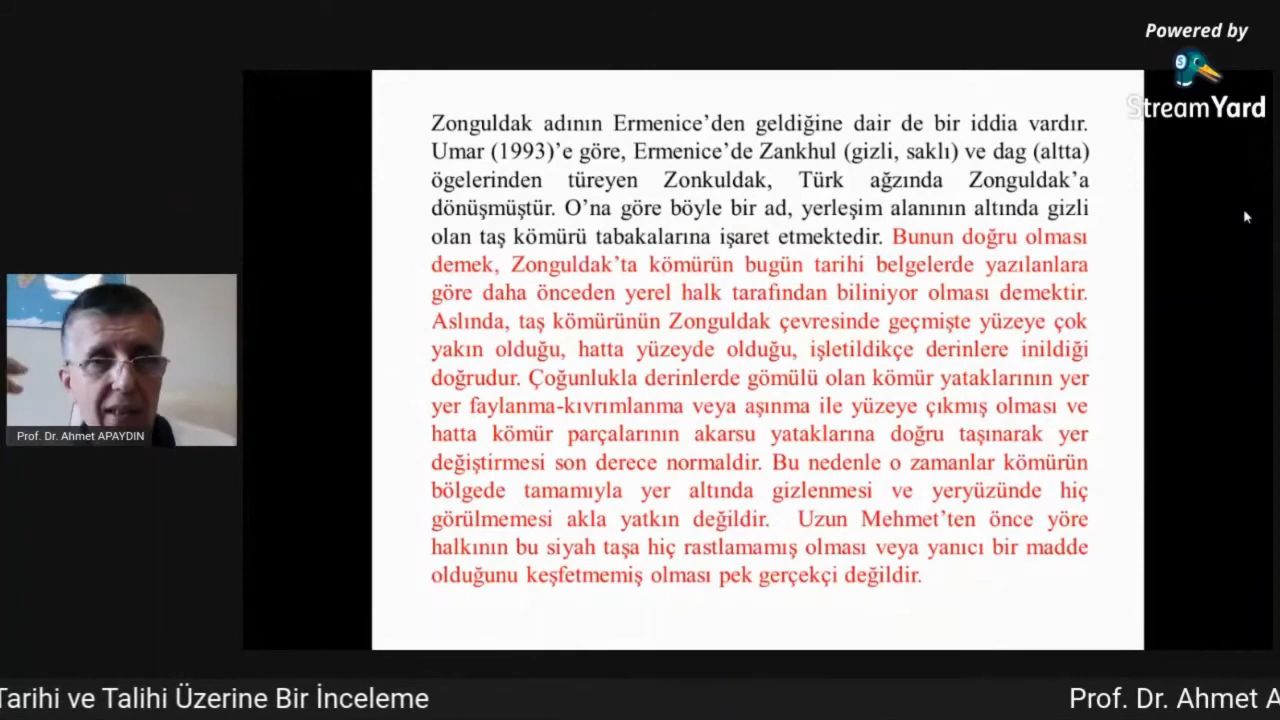 Powered by
StreamYard
Zonguldak adının Ermenice’den geldiğine dair de bir iddia vardır.
Umar (1993)’e göre, Ermenice’de Zankhul (gizli, saklı) ve dag (altta)
ögelerinden türeyen Zonkuldak, Türk ağzında Zonguldak’a
dönüşmüştür. O’na göre böyle bir ad, yerleşim alanının altında gizli
olan taş kömürü tabakalarına işaret etmektedir. Bunun doğru olması
demek, Zonguldak’ta kömürün bugün tarihi belgelerde yazılanlara
göre daha önceden yerel halk tarafından biliniyor olması demektir.
Aslında, taş kömürünün Zonguldak çevresinde geçmişte yüzeye çok
yakın olduğu, hatta yüzeyde olduğu, işletildikçe derinlere inildiği
doğrudur. Çoğunlukla derinlerde gömülü olan kömür yataklarının yer
yer faylanma-kıvrımlanma veya aşınma ile yüzeye çıkmış olması ve
hatta kömür parçalarının akarsu yataklarına doğru taşınarak yer
değiştirmesi son derece normaldir. Bu nedenle o zamanlar kömürün
bölgede tamamıyla yer altında gizlenmesi ve yeryüzünde hiç
görülmemesi akla yatkın değildir. Uzun Mehmet’ten önce yöre
halkının bu siyah taşa hiç rastlamamış olması veya yanıcı bir madde
olduğunu keşfetmemiş olması pek gerçekçi değildir.
Prof. Dr. Ahmet APAYDIN
Tarihi ve Talihi Üzerine Bir İnceleme
Prof. Dr. Ahmet A